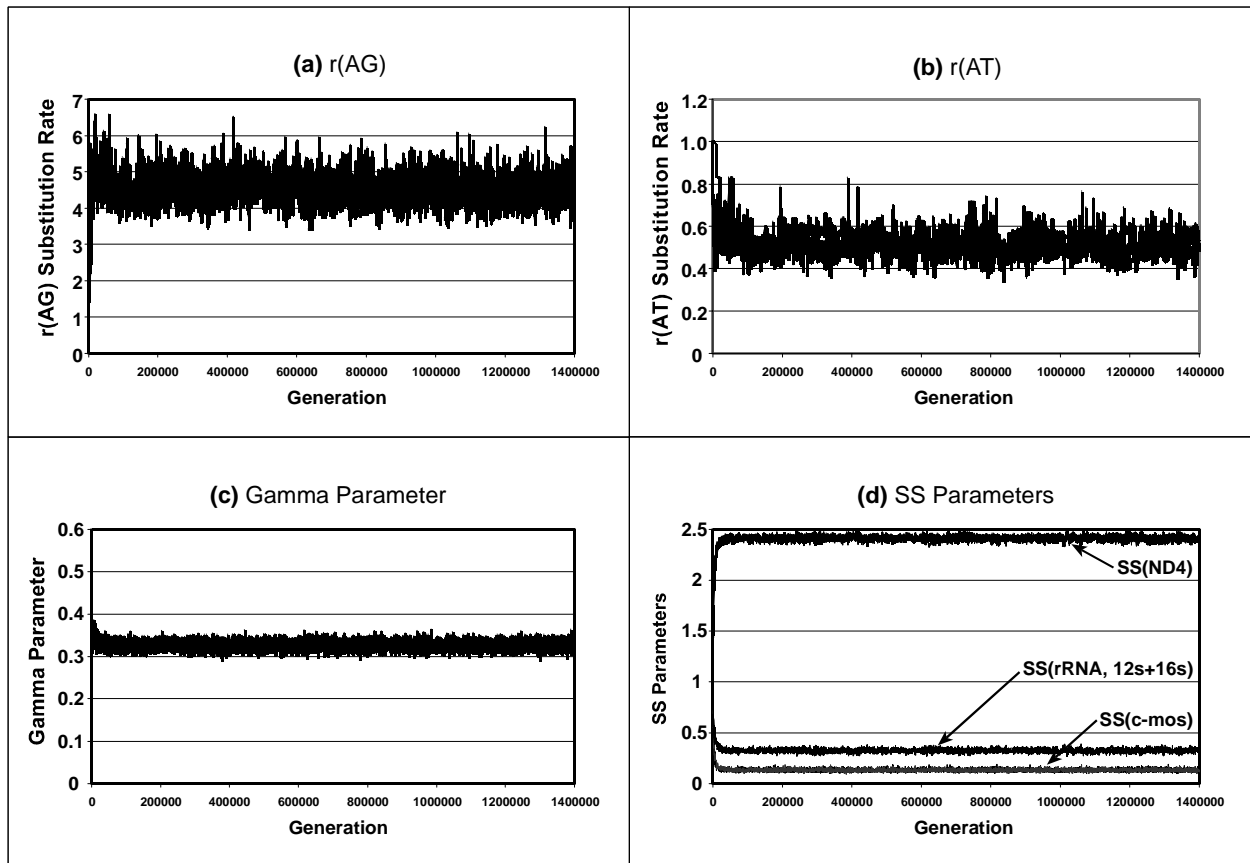 (a) r(AG)
r(AG) Substitution Rate
7
6
5
4
3
2
1
0
0 200000 400000 600000 800000 1000000 1200000 1400000
Generation
(b) r(AT)
r(AT) Substitution Rate
1.2
1.0
0.8
0.6
0.4
0.2
0
0 200000 400000 600000 800000 1000000 1200000 1400000
Generation
(c) Gamma Parameter
Gamma Parameter
0.6
0.5
0.4
0.3
0.2
0.1
0
0 200000 400000 600000 800000 1000000 1200000 1400000
Generation
(d) SS Parameters
SS Parameters
2.5
2
1.5
1
0.5
0
SS(ND4)
SS(rRNA, 12s+16s)
SS(c-mos)
0 200000 400000 600000 800000 1000000 1200000 1400000
Generation